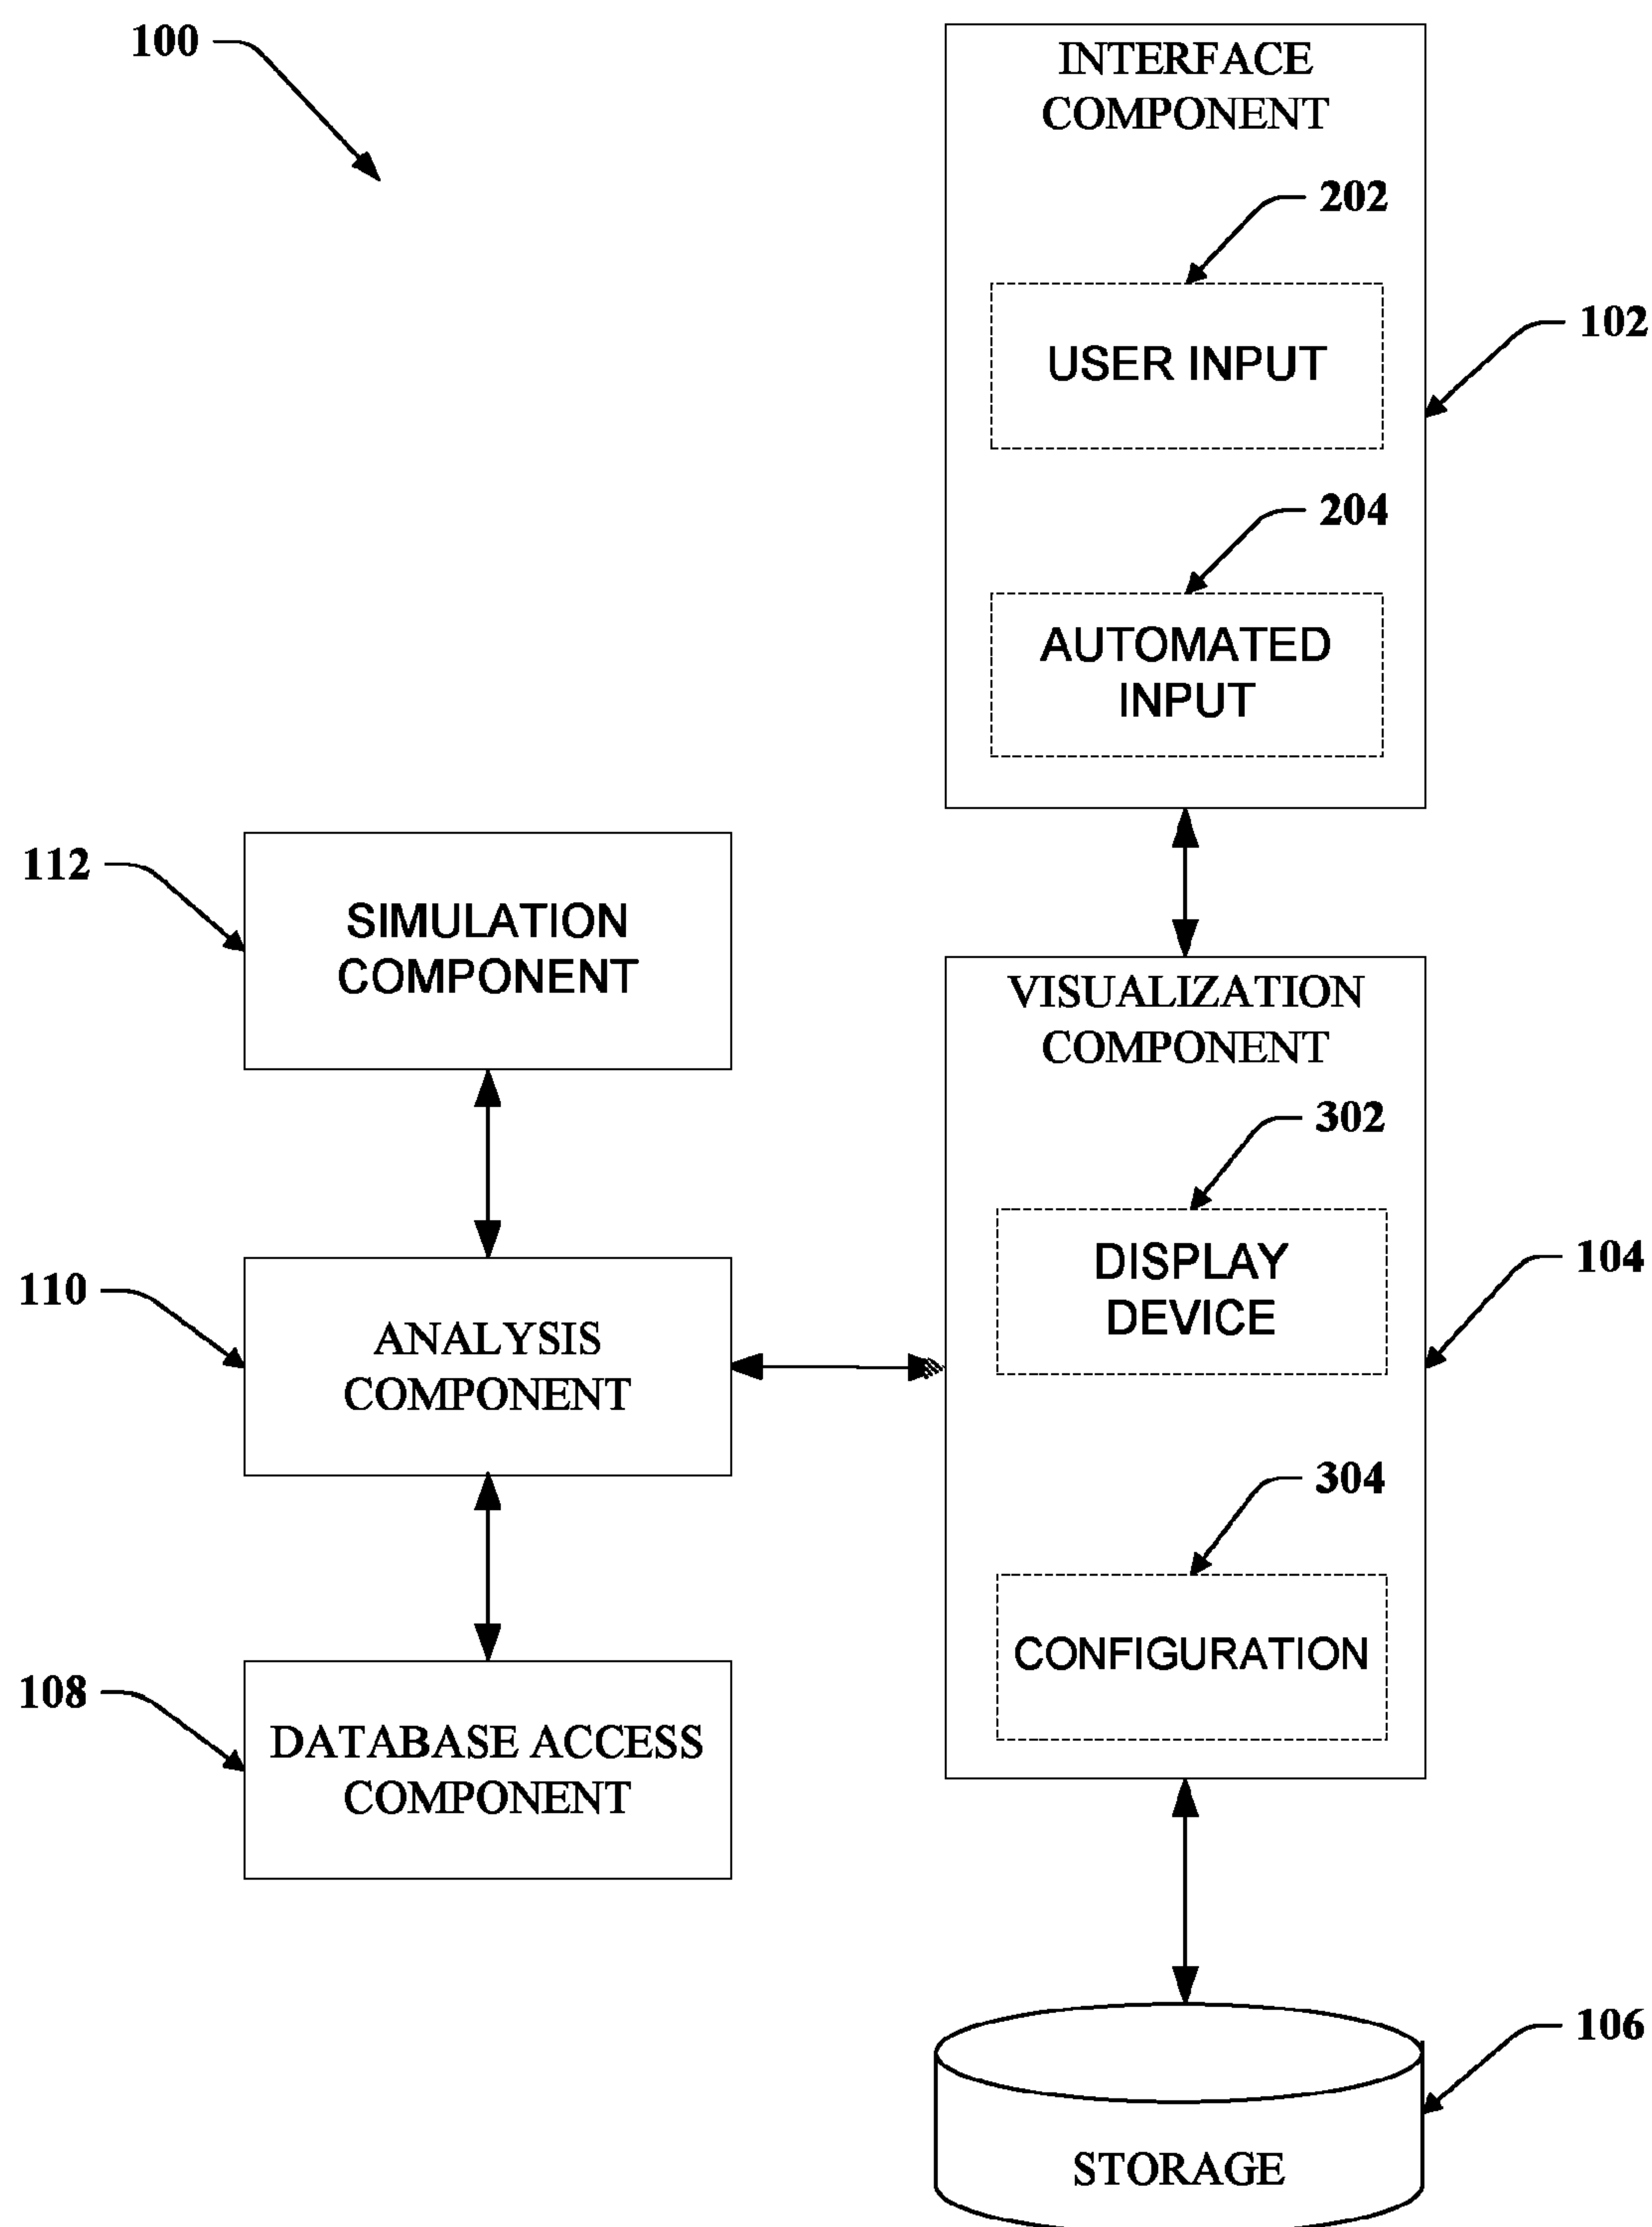 100
INTERFACE
COMPONENT
202
USER INPUT
102
204
AUTOMATED
INPUT
112
SIMULATION
COMPONENT
VISUALIZATION
COMPONENT
302
DISPLAY
DEVICE
104
110
ANALYSIS
COMPONENT
304
CONFIGURATION
108
DATABASE ACCESS
COMPONENT
106
STORAGE